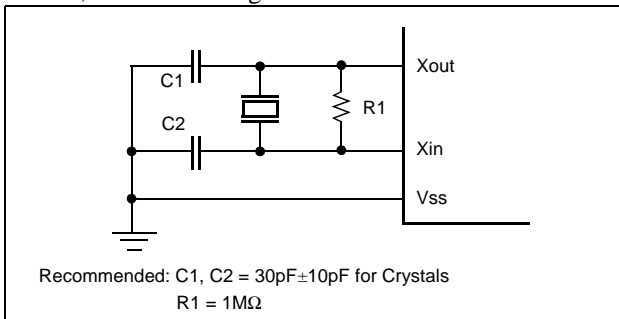 Xout
C1
R1
C2
Xin
Vss
Recommended: C1, C2 = 30pF±10pF for Crystals
R1 = 1MΩ